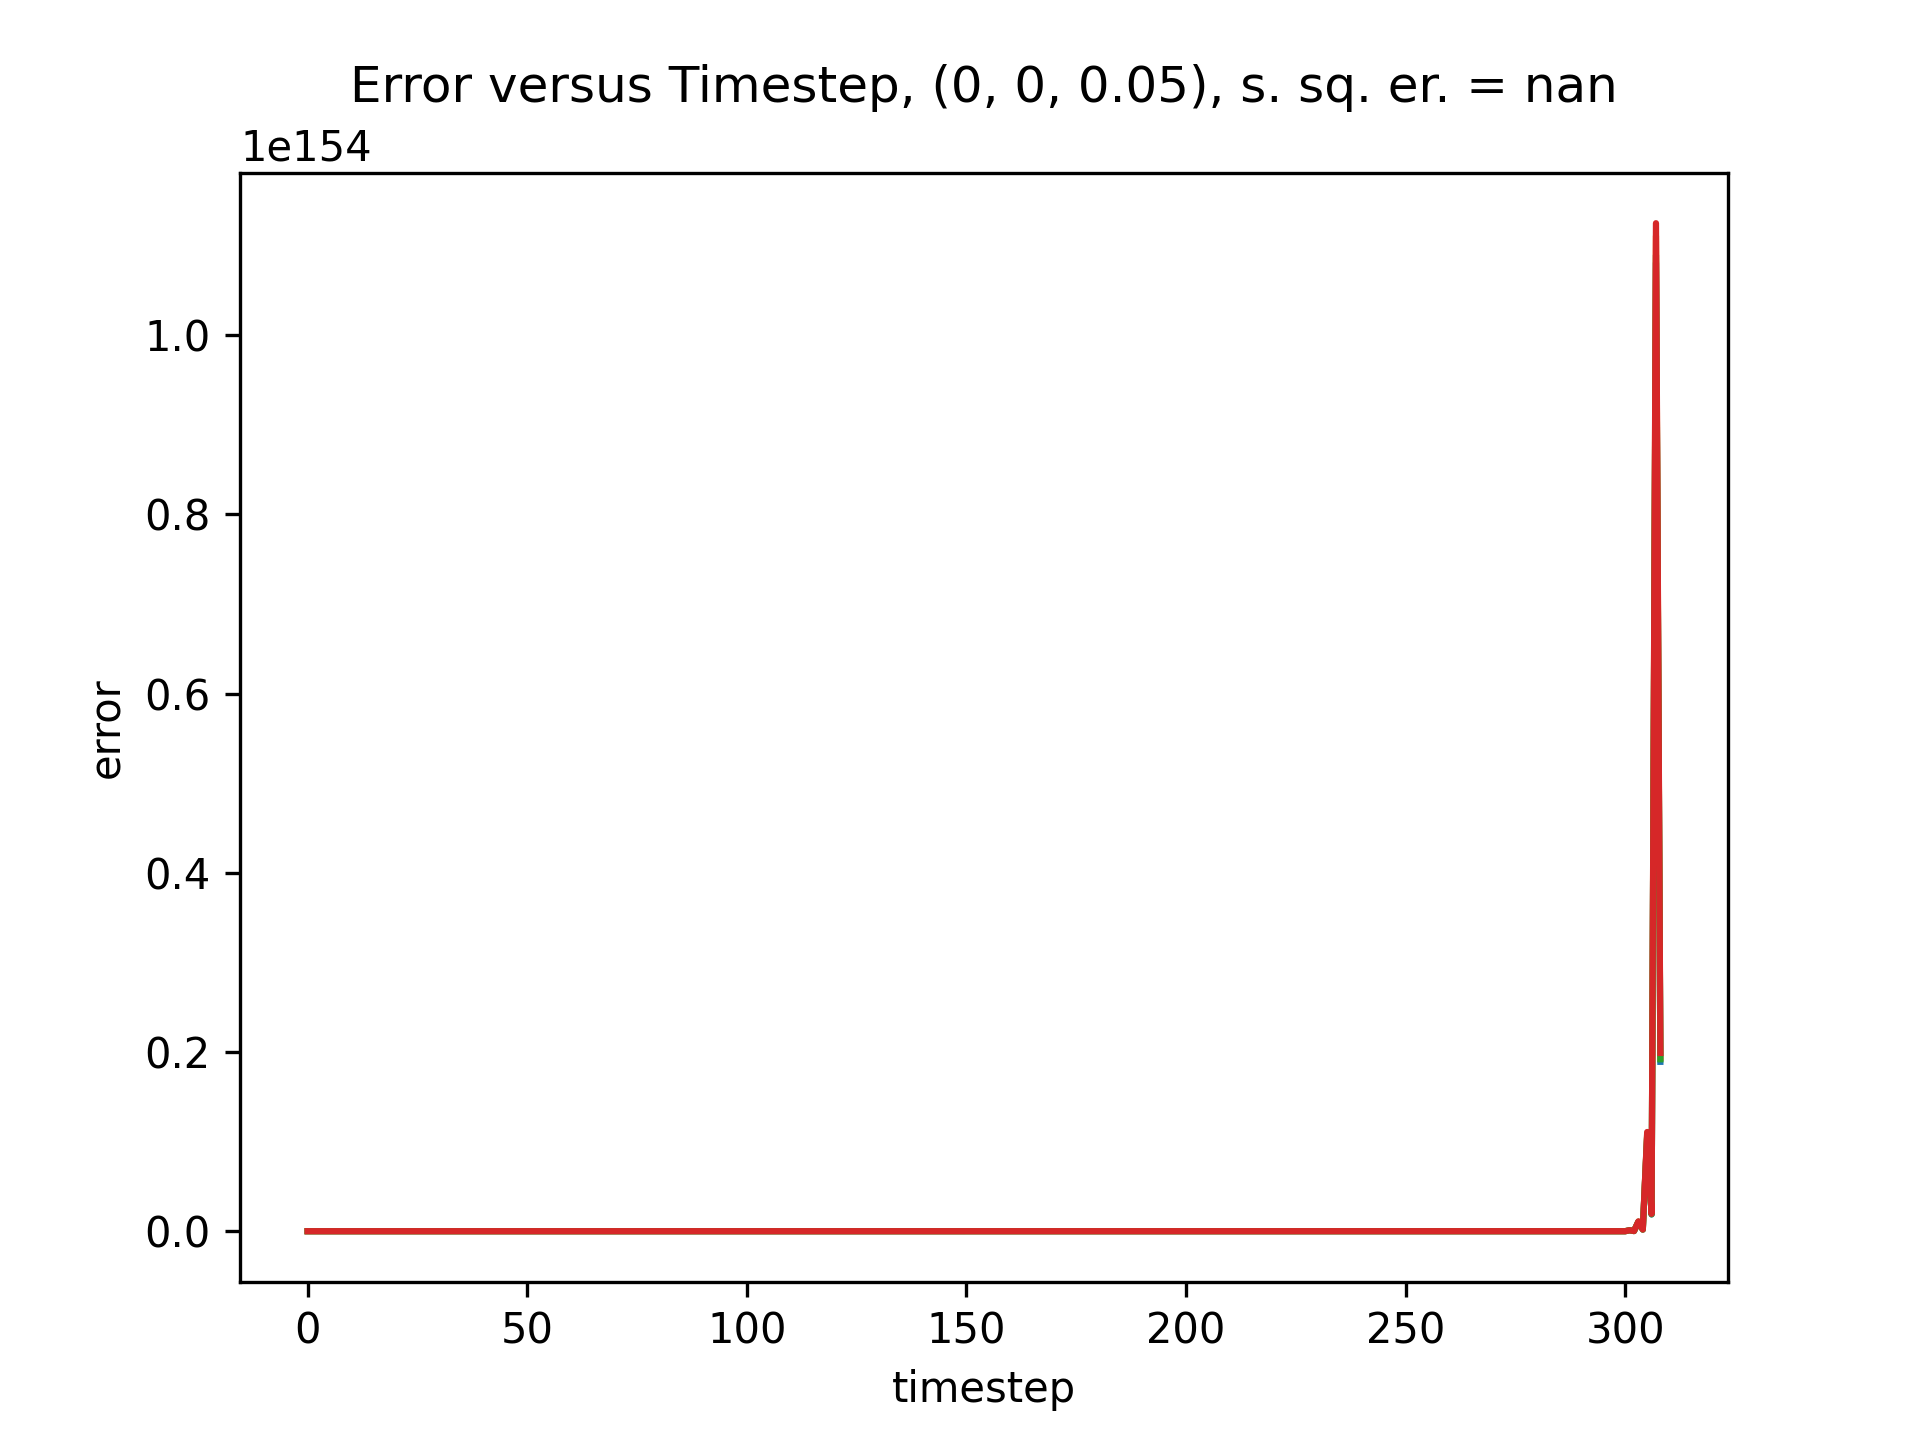 Error versus Timestep, (0, 0, 0.05), s. sq. er. = nan
1e154
1.0
0.8
0.6
0.4
0.2
0.0
error
0 50 100 150 200 250 300
timestep